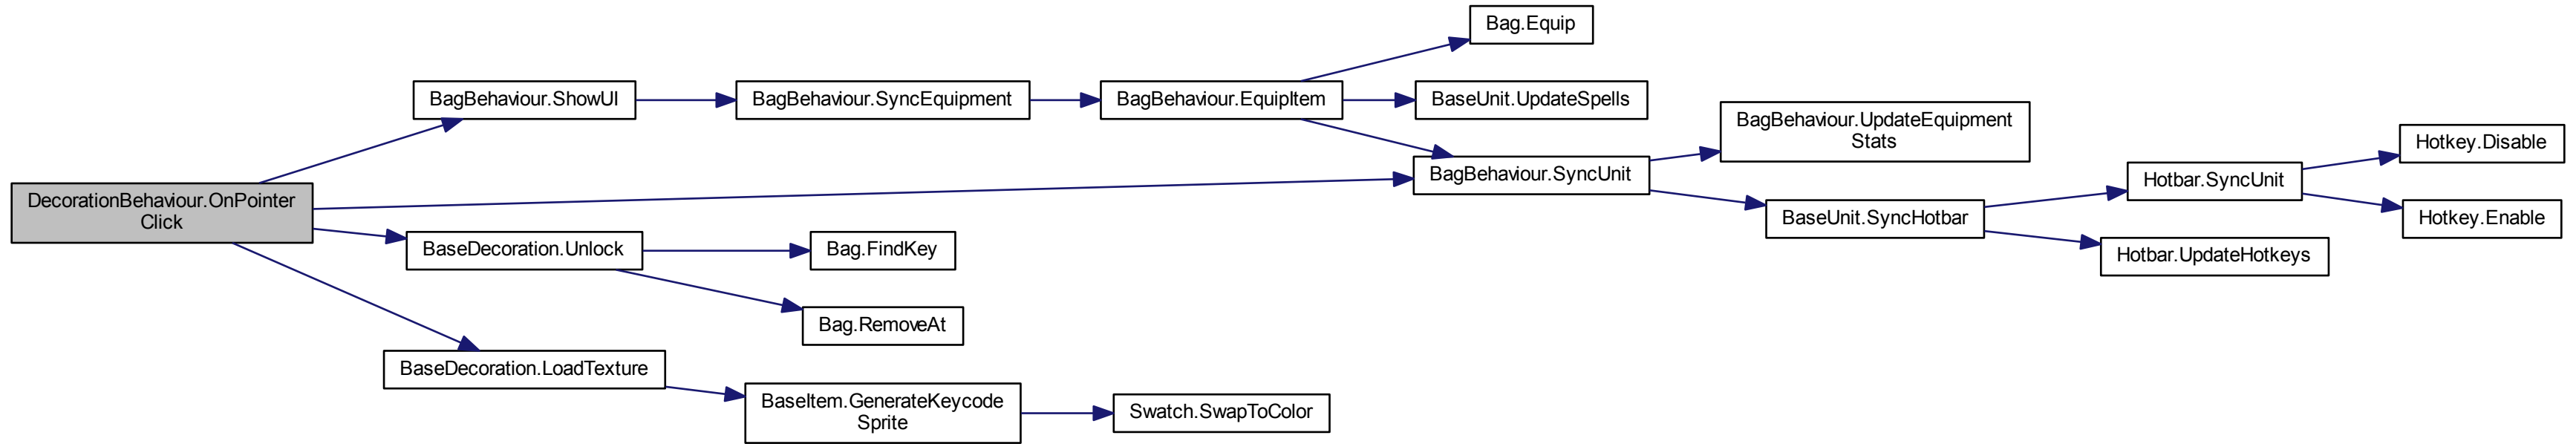 Bag.Equip
BagBehaviour.ShowUI
BagBehaviour.SyncEquipment
BagBehaviour.EquipItem
BaseUnit.UpdateSpells
BagBehaviour.UpdateEquipment
Stats
Hotkey.Disable
DecorationBehaviour.OnPointer
Click
BagBehaviour.SyncUnit
Hotbar.SyncUnit
BaseUnit.SyncHotbar
Hotkey.Enable
BaseDecoration.Unlock
Bag.FindKey
Hotbar.UpdateHotkeys
Bag.RemoveAt
BaseDecoration.LoadTexture
BaseItem.GenerateKeycode
Sprite
Swatch.SwapToColor